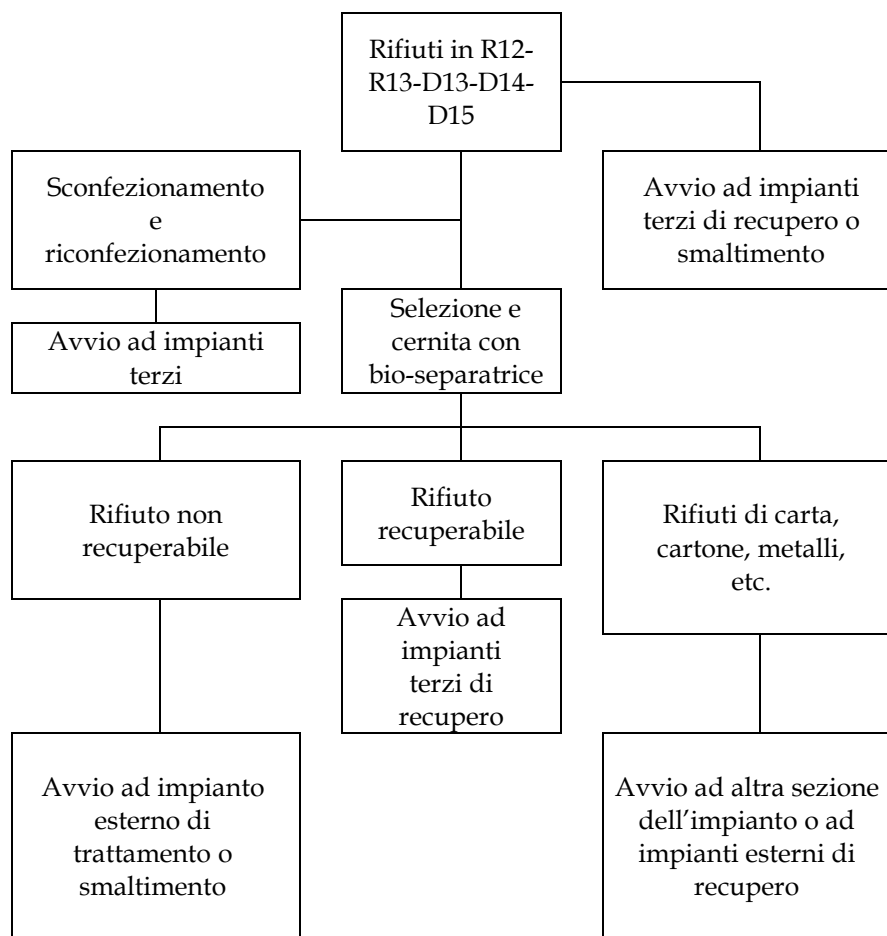 Rifiuti in R12-
R13-D13-D14-
D15
Sconfezionamento
e
riconfezionamento
Avvio ad impianti
terzi di recupero o
smaltimento
Avvio ad impianti
terzi
Selezione e
cernita con
bio-separatrice
Rifiuto non
recuperabile
Rifiuto
recuperabile
Rifiuti di carta,
cartone, metalli,
etc.
Avvio ad
impianti
terzi di
recupero
Avvio ad impianto
esterno di
trattamento o
smaltimento
Avvio ad altra sezione
dell’impianto o ad
impianti esterni di
recupero